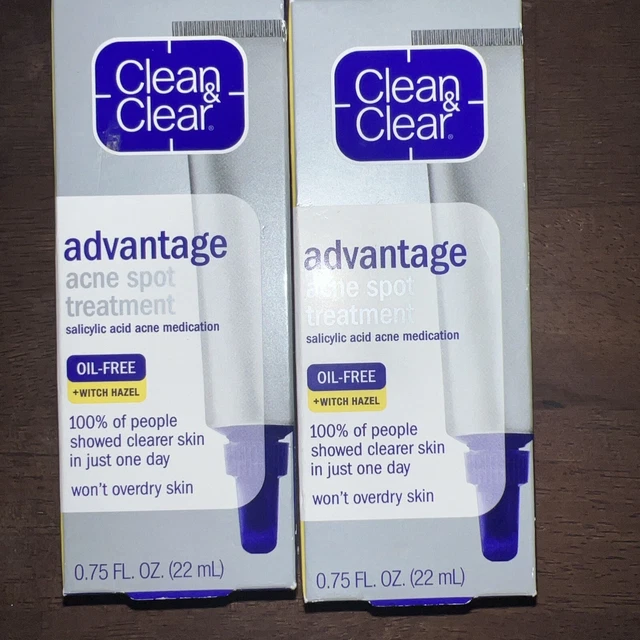 Clean &
Clear®
advantage
acne spot
treatment
salicylic acid acne medication
OIL-FREE
+WITCH HAZEL
100% of people
showed clearer skin
in just one day
won't overdry skin
0.75 FL. OZ. (22 mL)
Clean &
Clear®
advantage
acne spot
treatment
salicylic acid acne medication
OIL-FREE
+WITCH HAZEL
100% of people
showed clearer skin
in just one day
won't overdry skin
0.75 FL. OZ. (22 mL)